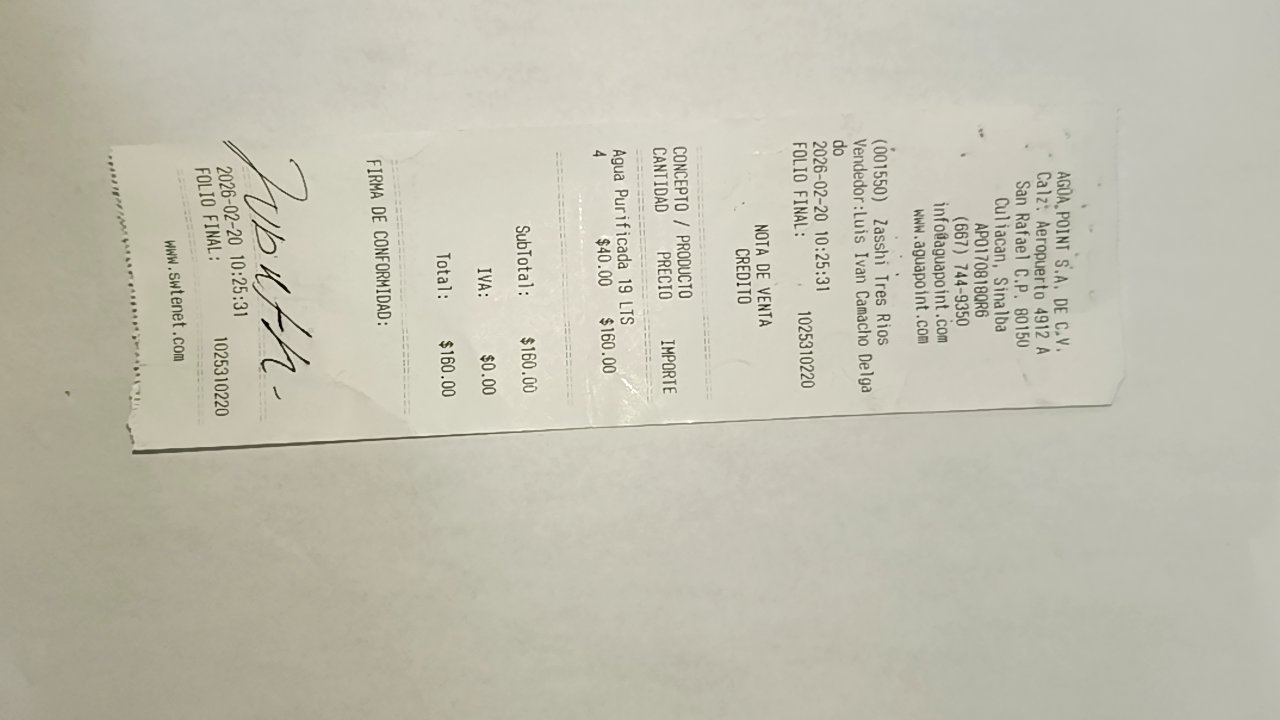 AGUA POINT S.A. DE C.V.
Calz. Aeropuerto 4912 A
San Rafael C.P. 80150
Culiacan, Sinaloa
APO170818QR6
(667) 744-9350
info@aguapoint.com
www.aguapoint.com
(001550) Zasshi Tres Rios
Vendedor:Luis Ivan Camacho Delga
do
2026-02-20 10:25:31
FOLIO FINAL: 1025310220
NOTA DE VENTA
CREDITO
CONCEPTO / PRODUCTO
CANTIDAD PRECIO IMPORTE
Agua Purificada 19 LTS
4 $40.00 $160.00
SubTotal: $160.00
IVA: $0.00
Total: $160.00
FIRMA DE CONFORMIDAD:
2026-02-20 10:25:31
FOLIO FINAL: 1025310220
www.swtenet.com